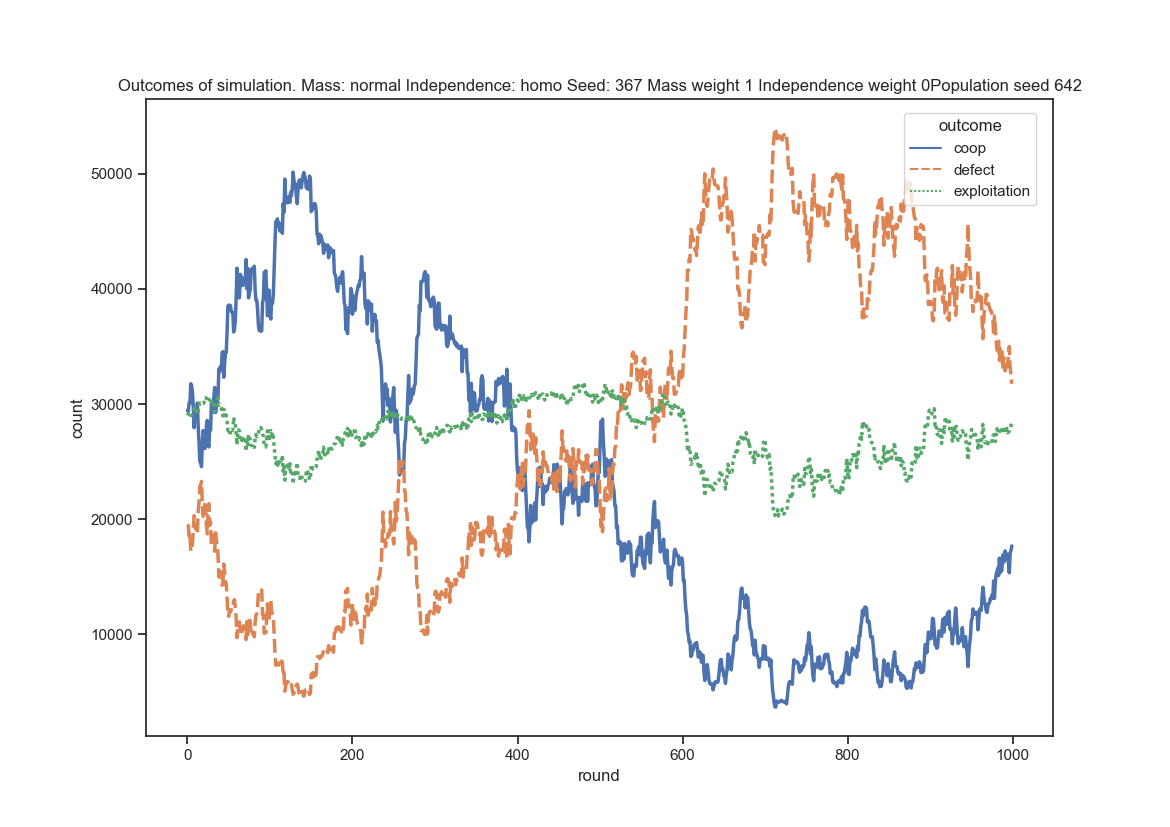 Outcomes of simulation. Mass: normal Independence: homo Seed: 367 Mass weight 1 Independence weight 0Population seed 642
outcome
coop
defect
exploitation
50000
40000
30000
20000
10000
count
0 200 400 600 800 1000
round